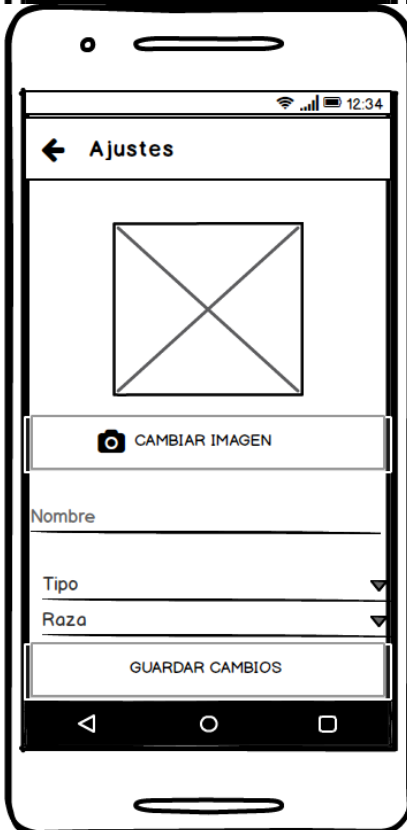 12:34
Ajustes
CAMBIAR IMAGEN
Nombre
Tipo
Raza
GUARDAR CAMBIOS